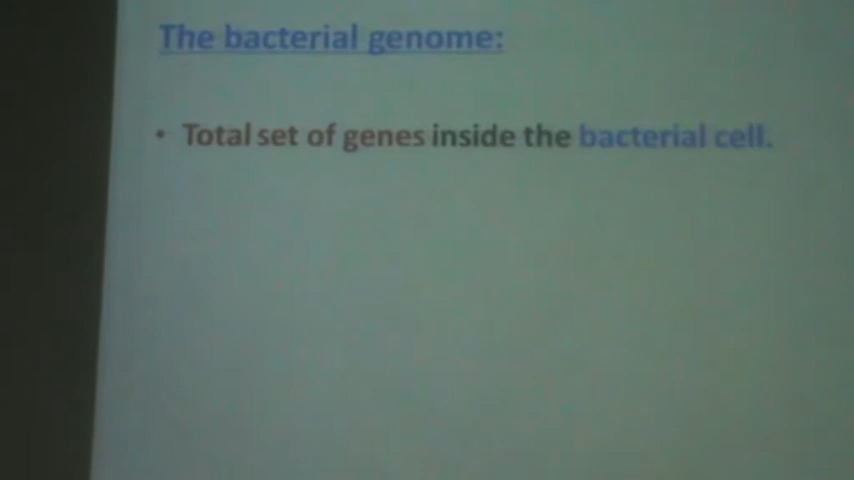 The bacterial genome:
• Total set of genes inside the bacterial cell.